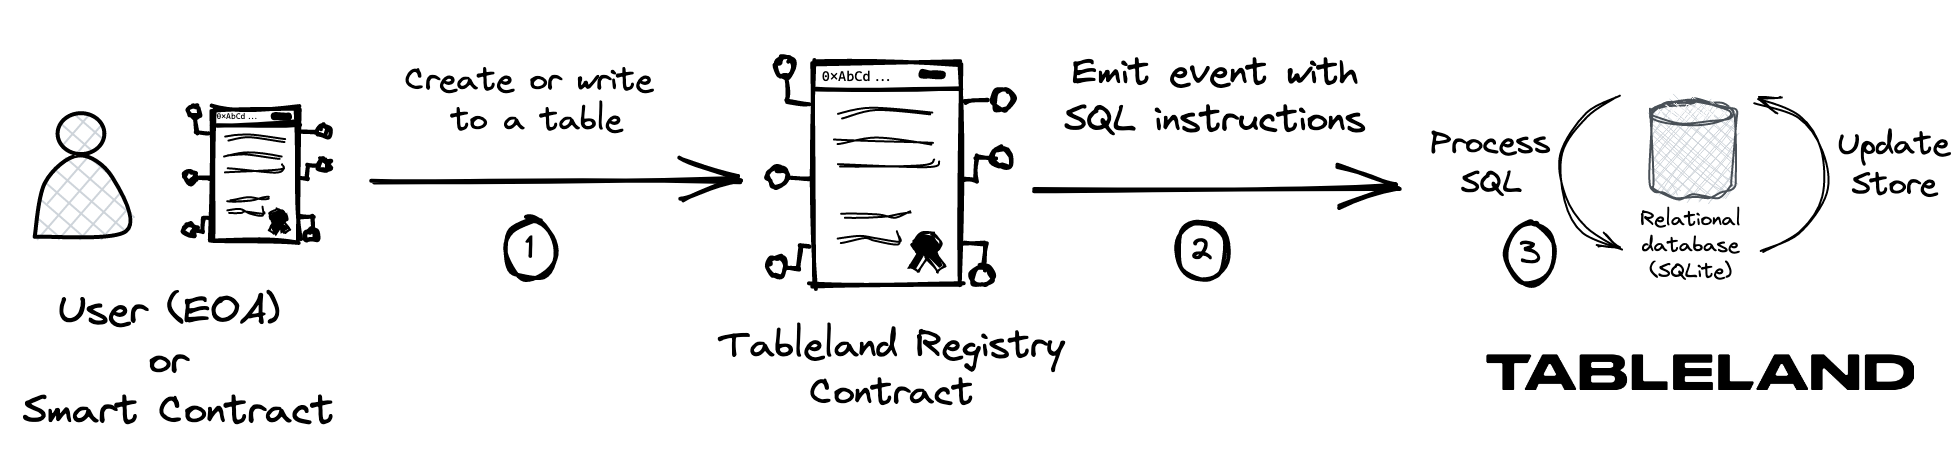 0×AbCd ...
User (EOA)
or
Smart Contract
Create or write
to a table
1
0×AbCd ...
Tableland Registry
Contract
Emit event with
SQL instructions
2
Process
SQL
3
Relational
database
(SQLite)
Update
Store
TABLELAND